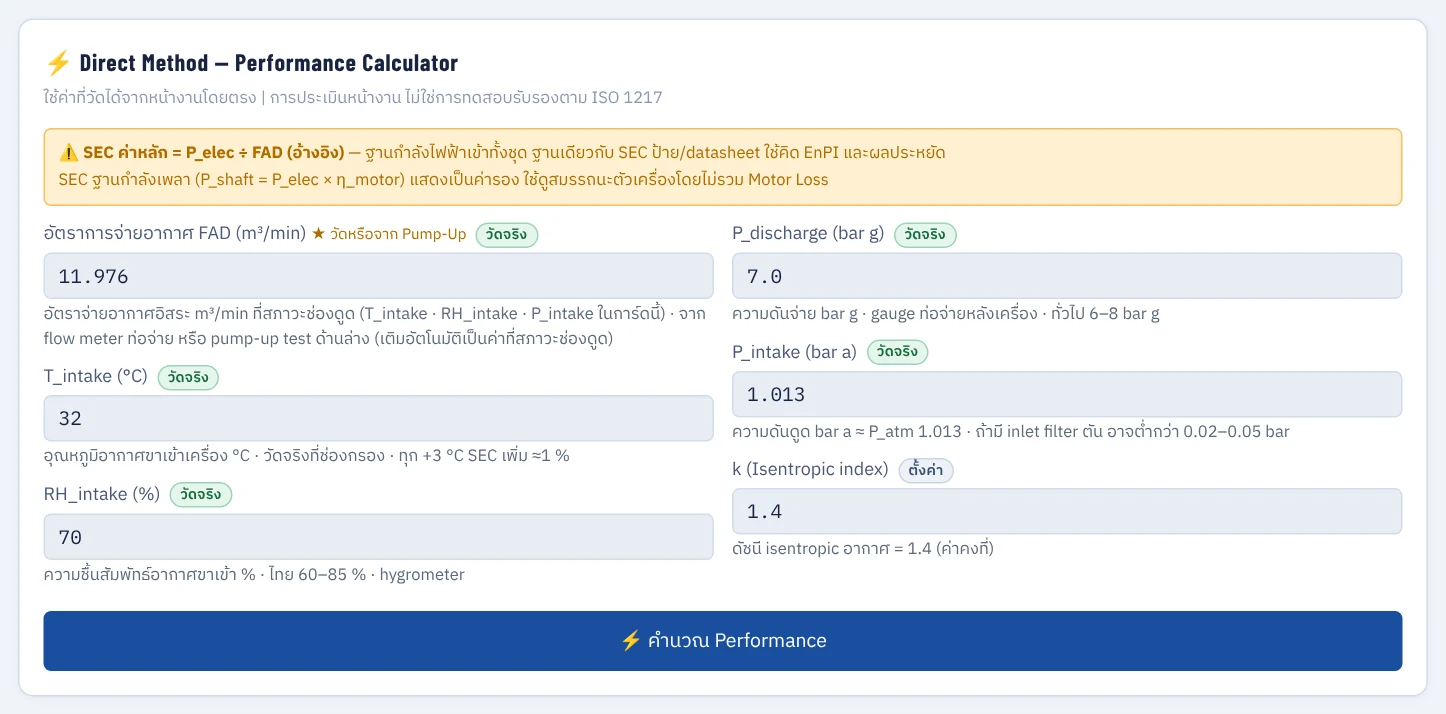 ⚡ Direct Method – Performance Calculator
ใช้ค่าที่วัดได้จากหน้างานโดยตรง | การประเมินหน้างาน ไม่ใช่การทดสอบรับรองตาม ISO 1217
⚠️ SEC ค่าหลัก = P_elec ÷ FAD (อ้างอิง) — ฐานกำลังไฟฟ้าเข้าทั้งชุด ฐานเดียวกับ SEC ป้าย/datasheet ใช้คิด EnPI และผลประหยัด
SEC ฐานกำลังเพลา (P_shaft = P_elec × η_motor) แสดงเป็นค่ารอง ใช้ดูสมรรถนะตัวเครื่องโดยไม่รวม Motor Loss
อัตราการจ่ายอากาศ FAD (m³/min) ★ วัดหรือจาก Pump-Up วัดจริง
11.976
อัตราจ่ายอากาศอิสระ m³/min ที่สภาวะช่องดูด (T_intake · RH_intake · P_intake ในการ์ดนี้) · จาก
flow meter ท่อจ่าย หรือ pump-up test ด้านล่าง (เติมอัตโนมัติเป็นค่าที่สภาวะช่องดูด)
T_intake (°C) วัดจริง
32
อุณหภูมิอากาศขาเข้าเครื่อง °C · วัดจริงที่ช่องกรอง · ทุก +3 °C SEC เพิ่ม ≈1 %
RH_intake (%) วัดจริง
70
ความชื้นสัมพัทธ์อากาศขาเข้า % · ไทย 60–85 % · hygrometer
P_discharge (bar g) วัดจริง
7.0
ความดันจ่าย bar g · gauge ท่อจ่ายหลังเครื่อง · ทั่วไป 6–8 bar g
P_intake (bar a) วัดจริง
1.013
ความดันดูด bar a ≈ P_atm 1.013 · ถ้ามี inlet filter ตัน อาจต่ำกว่า 0.02–0.05 bar
k (Isentropic index) ตั้งค่า
1.4
ดัชนี isentropic อากาศ = 1.4 (ค่าคงที่)
⚡ คำนวณ Performance